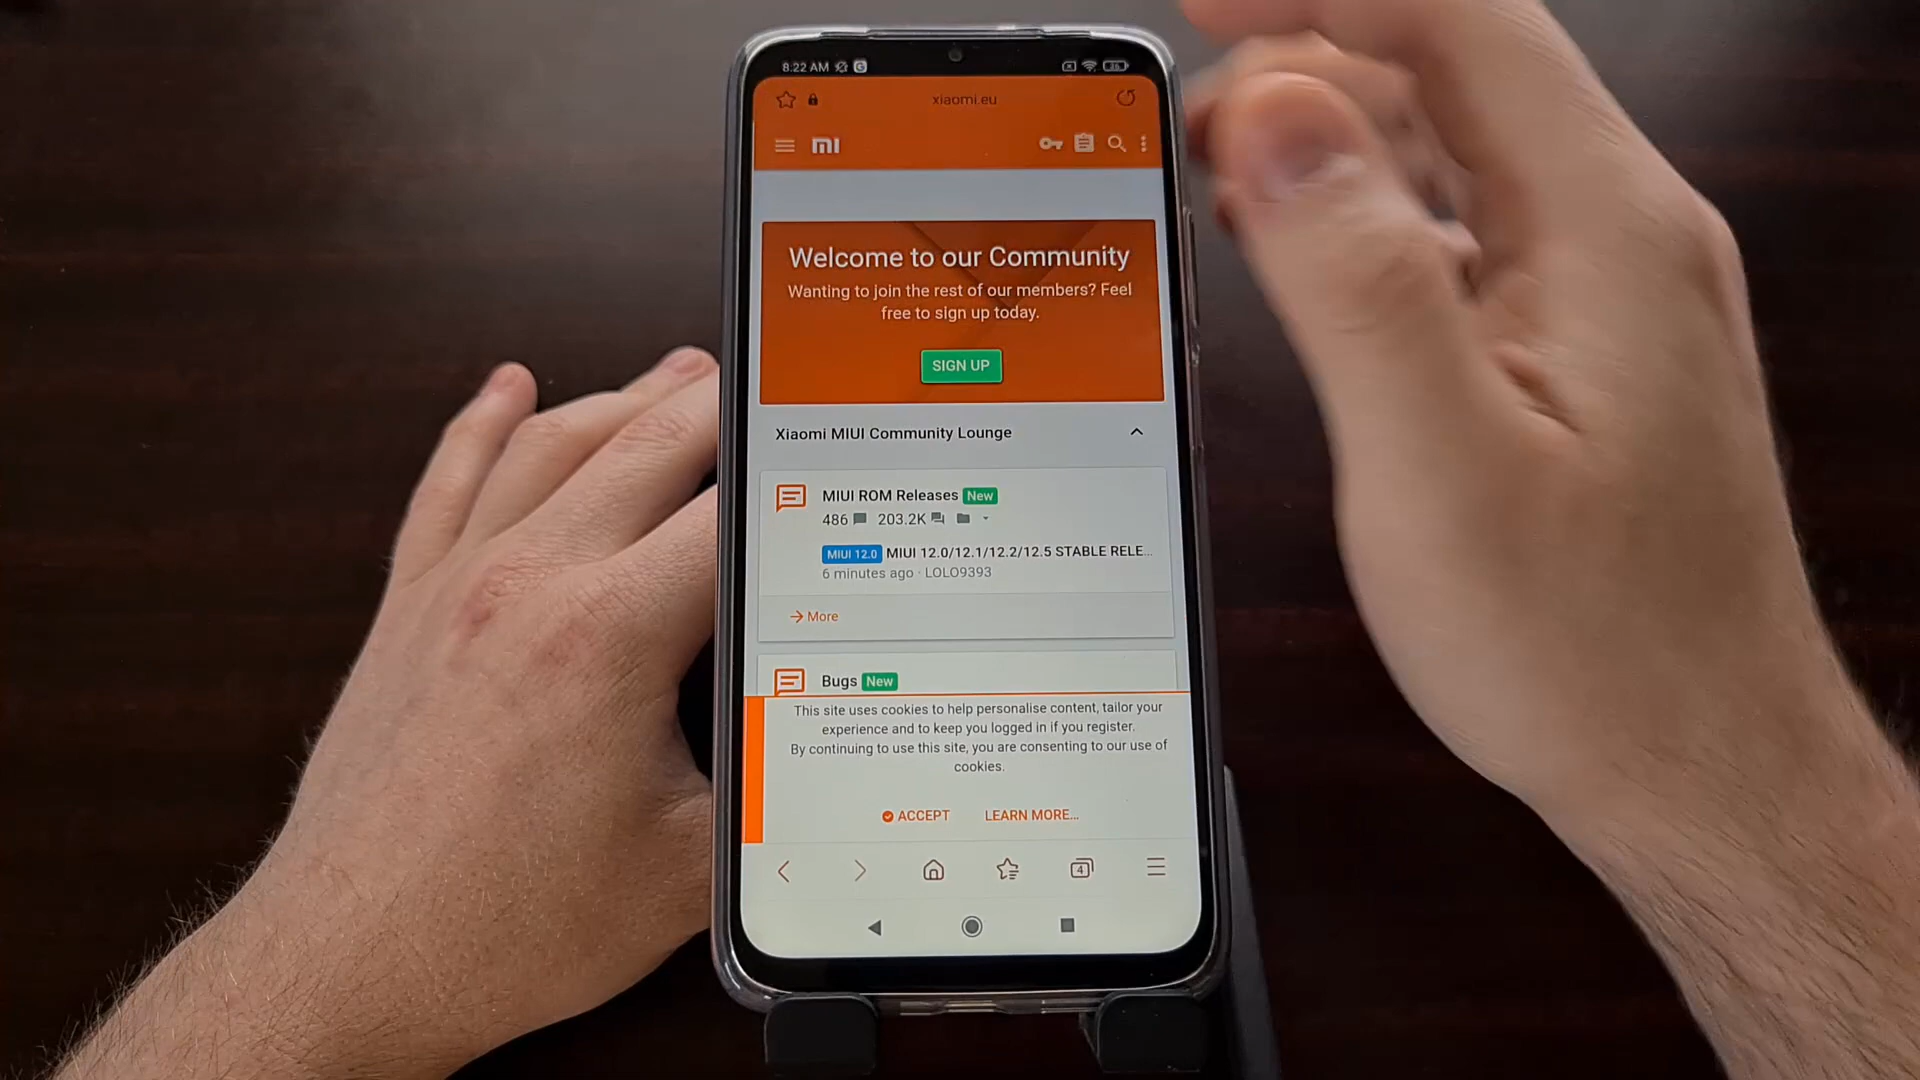 8:22 AM
36
xiaomi.eu
mi
Welcome to our Community
Wanting to join the rest of our members? Feel
free to sign up today.
SIGN UP
Xiaomi MIUI Community Lounge
MIUI ROM Releases New
486 203.2K
MIUI 12.0 MIUI 12.0/12.1/12.2/12.5 STABLE RELE...
6 minutes ago · LOLO9393
More
Bugs New
This site uses cookies to help personalise content, tailor your
experience and to keep you logged in if you register.
By continuing to use this site, you are consenting to our use of
cookies.
ACCEPT LEARN MORE...
4